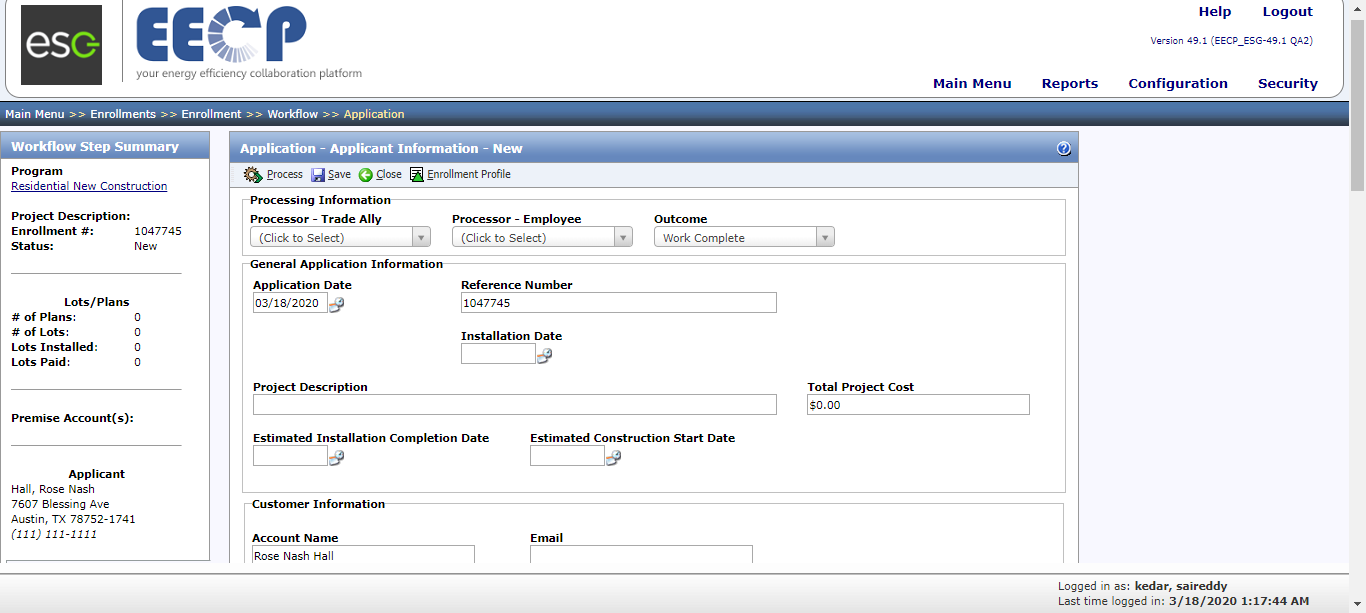 esg
EECP
your energy efficiency collaboration platform
Help Logout
Version 49.1 (EECP_ESG-49.1 QA2)
Main Menu Reports Configuration Security
Main Menu >> Enrollments >> Enrollment >> Workflow >> Application
Workflow Step Summary
Program
Residential New Construction
Project Description:
Enrollment #: 1047745
Status: New
Lots/Plans
# of Plans: 0
# of Lots: 0
Lots Installed: 0
Lots Paid: 0
Premise Account(s):
Applicant
Hall, Rose Nash
7607 Blessing Ave
Austin, TX 78752-1741
(111) 111-1111
Application - Applicant Information - New ?
Process Save Close Enrollment Profile
Processing Information
Processor - Trade Ally Processor - Employee Outcome
(Click to Select) (Click to Select) Work Complete
General Application Information
Application Date Reference Number
03/18/2020 1047745
Installation Date
Project Description Total Project Cost
$0.00
Estimated Installation Completion Date Estimated Construction Start Date
Customer Information
Account Name Email
Rose Nash Hall
Logged in as: kedar, saireddy
Last time logged in: 3/18/2020 1:17:44 AM